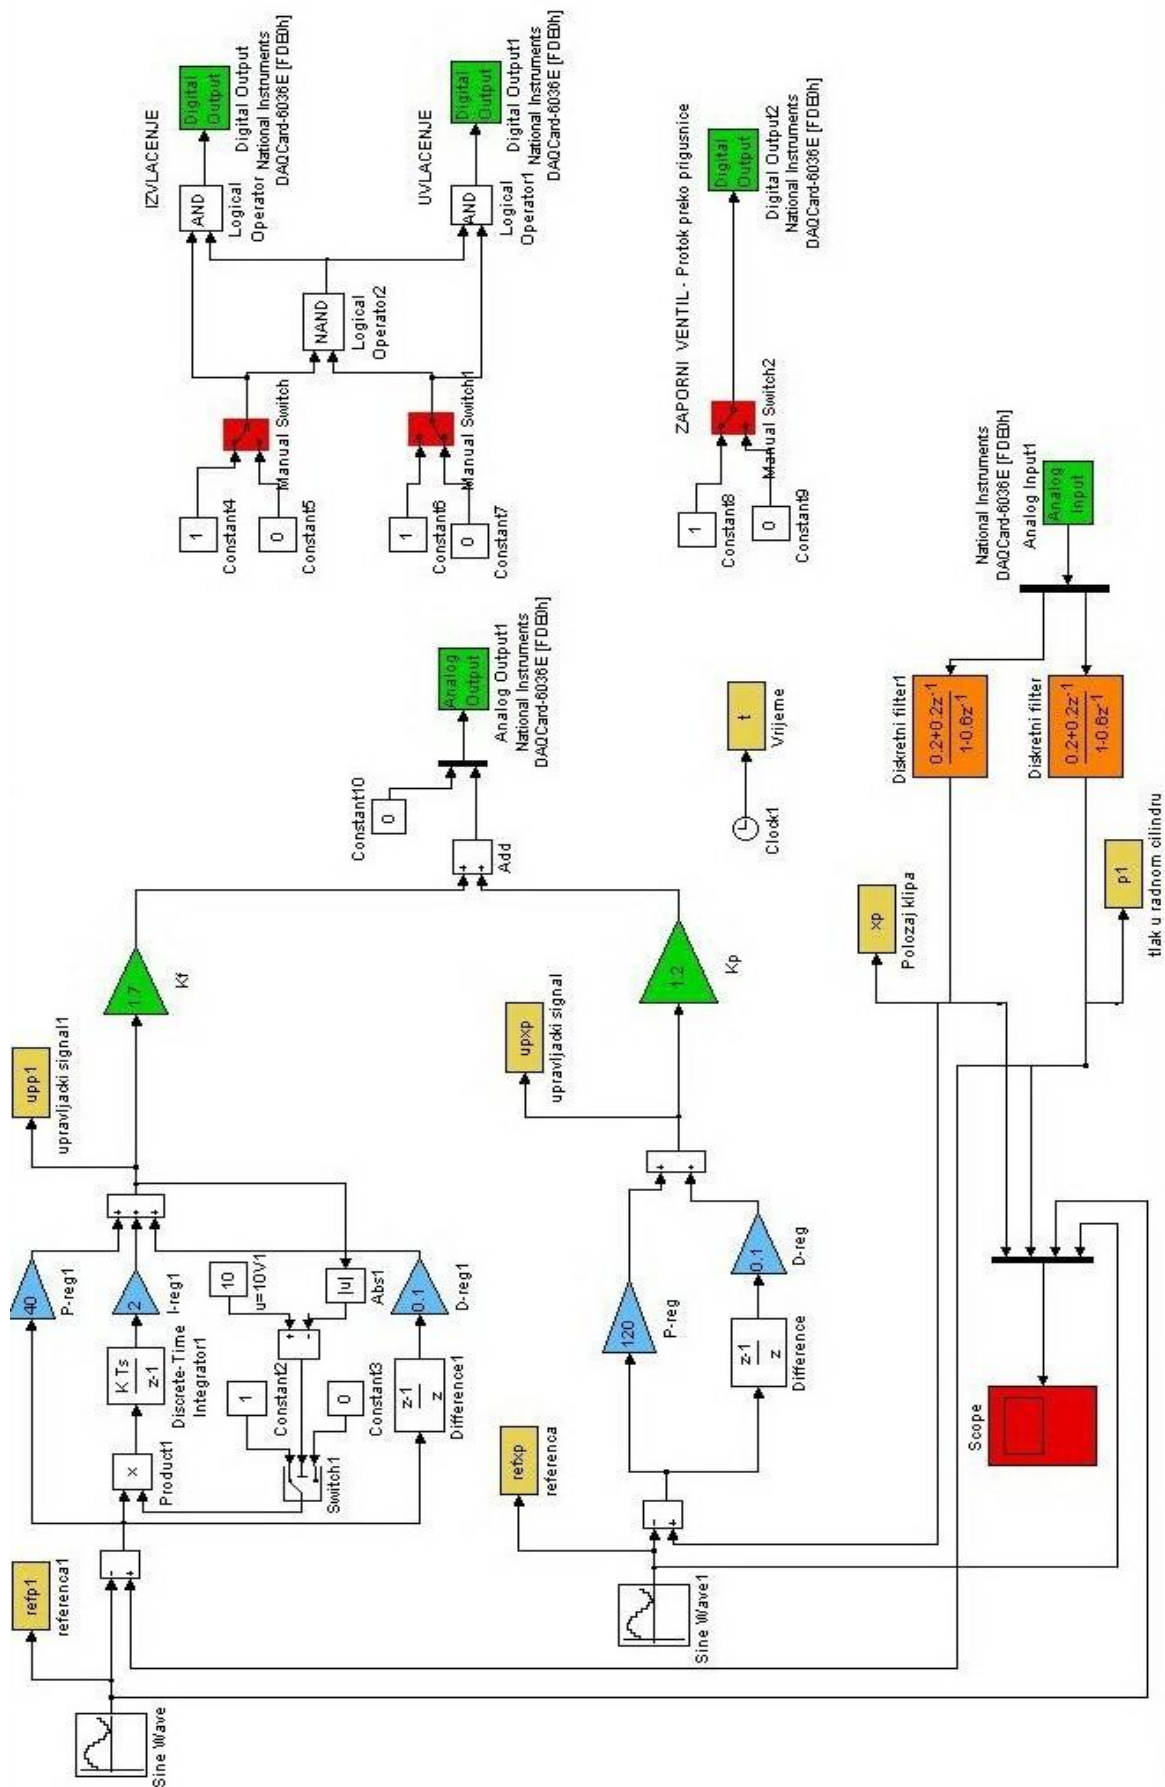 Sine Wave
refp1
referenca1
-
+
40
P-reg1
x
Product1
K Ts
z-1
Discrete-Time
Integrator1
2
I-reg1
10
u=10V1
1
Constant2
0
Constant3
Switch1
+
-
|u|
Abs1
z-1
z
Difference1
0.1
D-reg1
+
+
+
upp1
upravljacki signal1
1.7
Kf
Sine Wave1
refxp
referenca
-
+
120
P-reg
z-1
z
Difference
0.1
D-reg
+
+
upxp
upravljacki signal
1.2
Kp
+
+
Add
0
Constant10
Analog
Output
Analog Output1
National Instruments
DAQCard-6036E [FDE0h]
1
Constant4
0
Constant5
Manual Switch
1
Constant6
0
Constant7
Manual Switch1
NAND
Logical
Operator2
IZVLACENJE
AND
Logical
Operator
Digital
Output
Digital Output
National Instruments
DAQCard-6036E [FDE0h]
UVLACENJE
AND
Logical
Operator1
Digital
Output
Digital Output1
National Instruments
DAQCard-6036E [FDE0h]
ZAPORNI VENTIL - Protok preko prigusnice
1
Constant8
0
Constant9
Manual Switch2
Digital
Output
Digital Output2
National Instruments
DAQCard-6036E [FDE0h]
Clock1
t
Vrijeme
Scope
xp
Polozaj klipa
p1
tlak u radnom cilindru
Diskretni filter1
0.2+0.2z-1
1-0.6z-1
Diskretni filter
0.2+0.2z-1
1-0.6z-1
National Instruments
DAQCard-6036E [FDE0h]
Analog Input1
Analog
Input